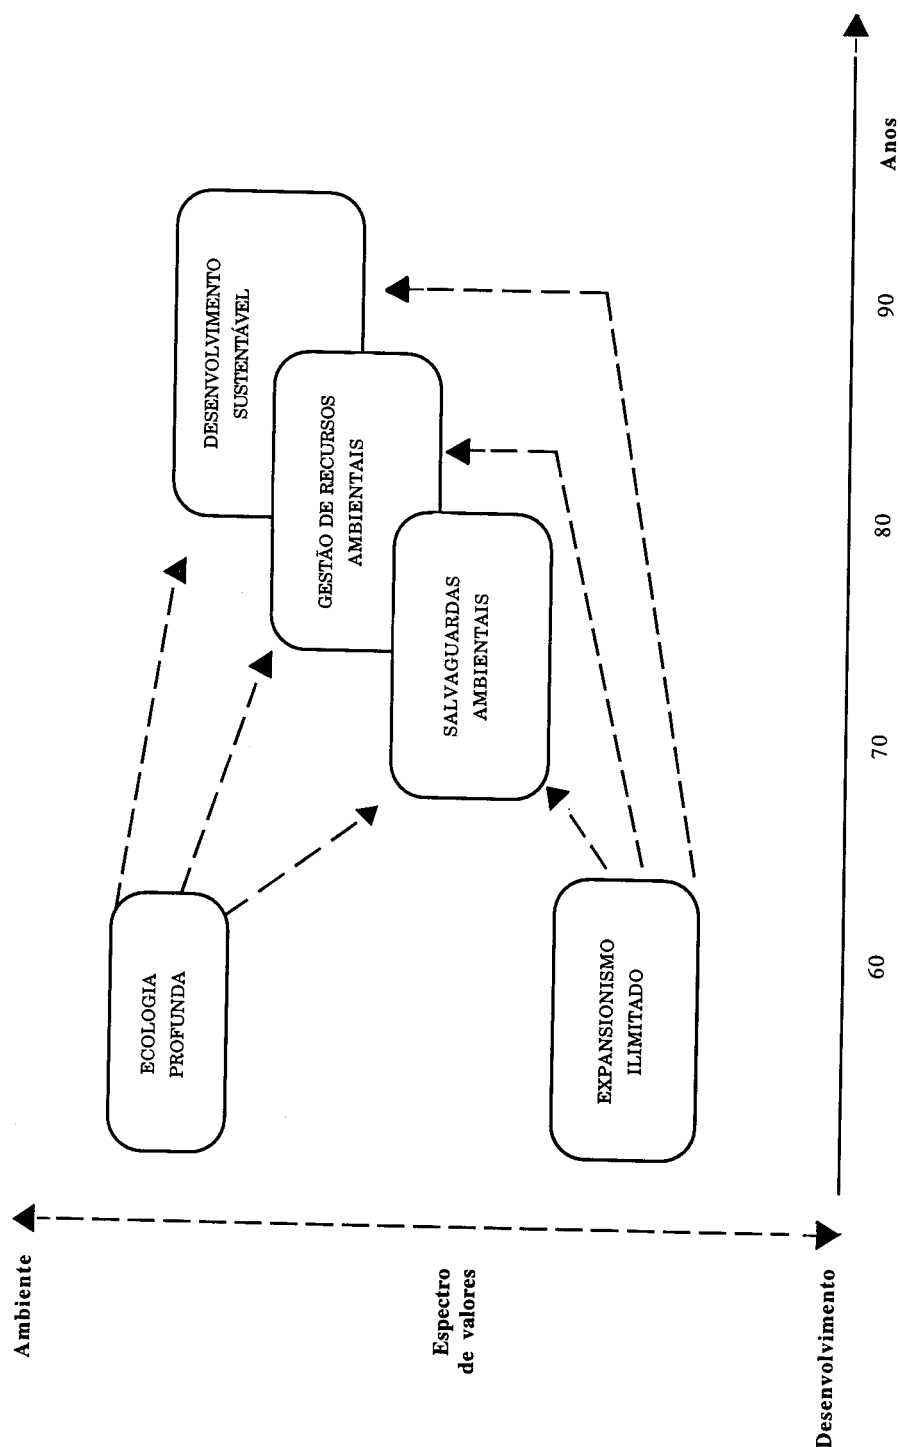 Ambiente
Espectro
de valores
Desenvolvimento
ECOLOGIA
PROFUNDA
EXPANSIONISMO
ILIMITADO
SALVAGUARDAS
AMBIENTAIS
GESTÃO DE RECURSOS
AMBIENTAIS
DESENVOLVIMENTO
SUSTENTÁVEL
60
70
80
90
Anos